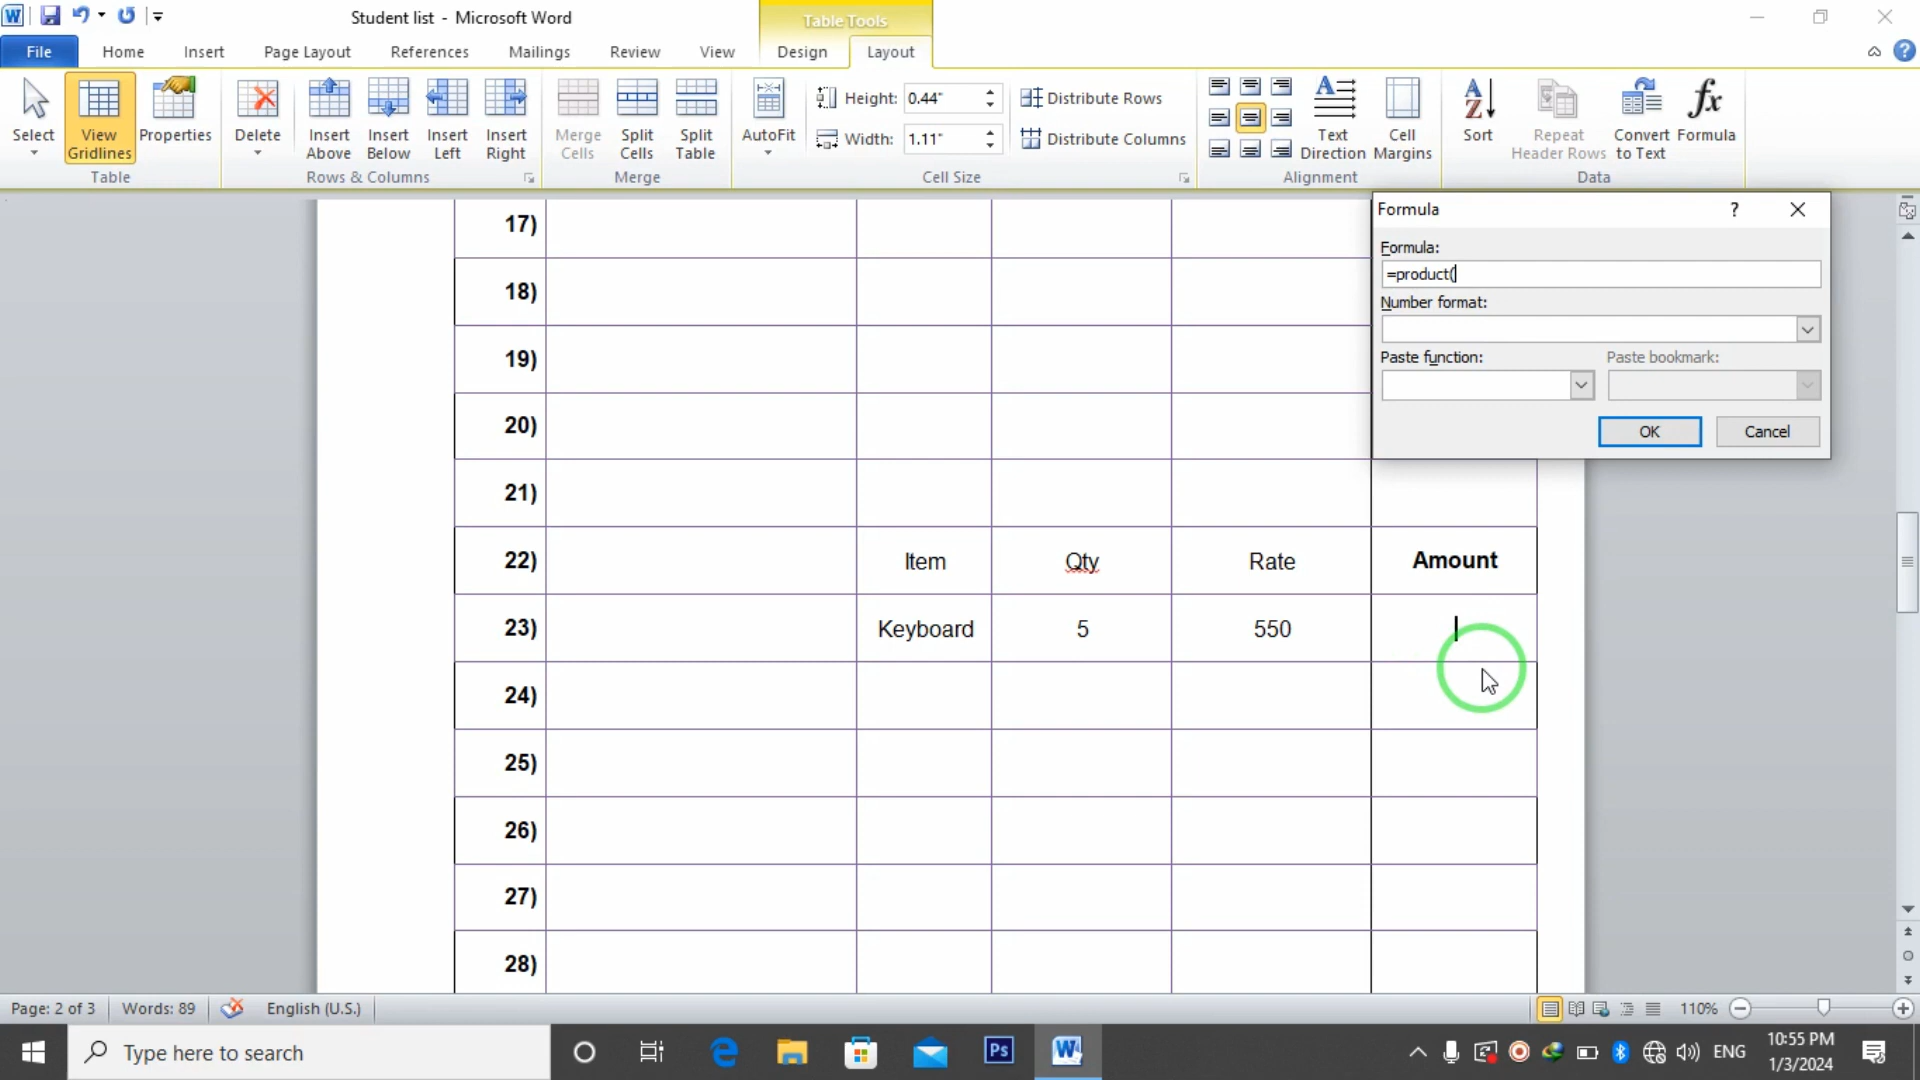 Student list - Microsoft Word
Table Tools
File Home Insert Page Layout References Mailings Review View Design Layout
Select
View Gridlines
Properties
Table
Delete
Insert Above
Insert Below
Insert Left
Insert Right
Rows & Columns
Merge Cells
Split Cells
Split Table
Merge
AutoFit
Height: 0.44"
Width: 1.11"
Distribute Rows
Distribute Columns
Cell Size
Text Direction
Cell Margins
Alignment
Sort
Repeat Header Rows
Convert to Text
Formula
Data
Formula ?
Formula:
=product(
Number format:
Paste function: Paste bookmark:
OK Cancel
17)
18)
19)
20)
21)
22) Item Qty Rate Amount
23) Keyboard 5 550
24)
25)
26)
27)
28)
Page: 2 of 3 Words: 89 English (U.S.) 110%
Type here to search
Ps
ENG
10:55 PM
1/3/2024